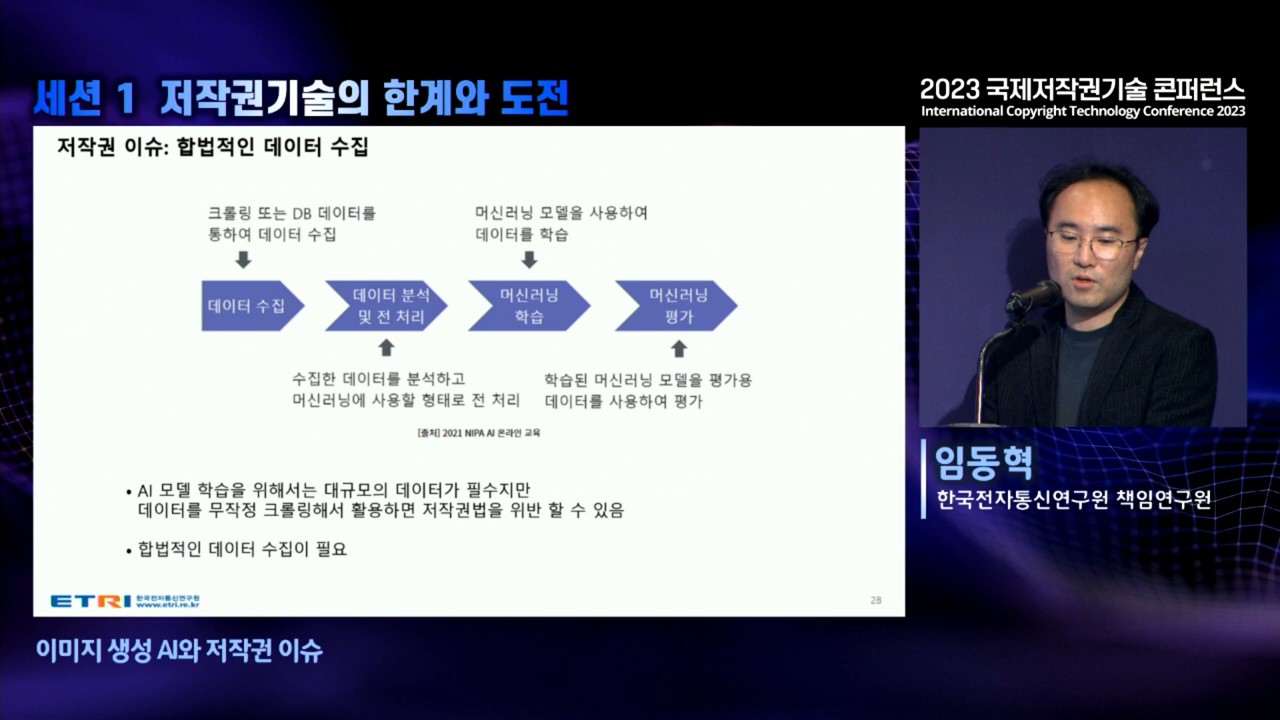 세션 1 저작권기술의 한계와 도전
2023 국제저작권기술 콘퍼런스
International Copyright Technology Conference 2023
저작권 이슈: 합법적인 데이터 수집
크롤링 또는 DB 데이터를
통하여 데이터 수집
머신러닝 모델을 사용하여
데이터를 학습
데이터 수집
데이터 분석
및 전 처리
머신러닝
학습
머신러닝
평가
수집한 데이터를 분석하고
머신러닝에 사용할 형태로 전 처리
학습된 머신러닝 모델을 평가용
데이터를 사용하여 평가
[출처] 2021 NIPA AI 온라인 교육
• AI 모델 학습을 위해서는 대규모의 데이터가 필수지만
데이터를 무작정 크롤링해서 활용하면 저작권법을 위반 할 수 있음
• 합법적인 데이터 수집이 필요
ETRI 한국전자통신연구원
www.etri.re.kr
28
임동혁
한국전자통신연구원 책임연구원
이미지 생성 AI와 저작권 이슈